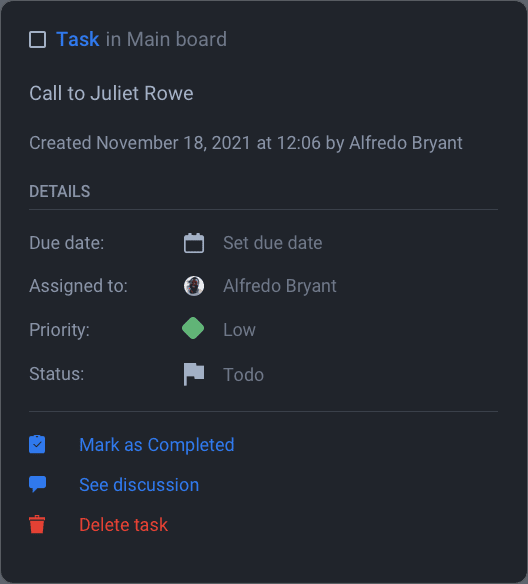 Task in Main board
Call to Juliet Rowe
Created November 18, 2021 at 12:06 by Alfredo Bryant
DETAILS
Due date: Set due date
Assigned to: Alfredo Bryant
Priority: Low
Status: Todo
Mark as Completed
See discussion
Delete task